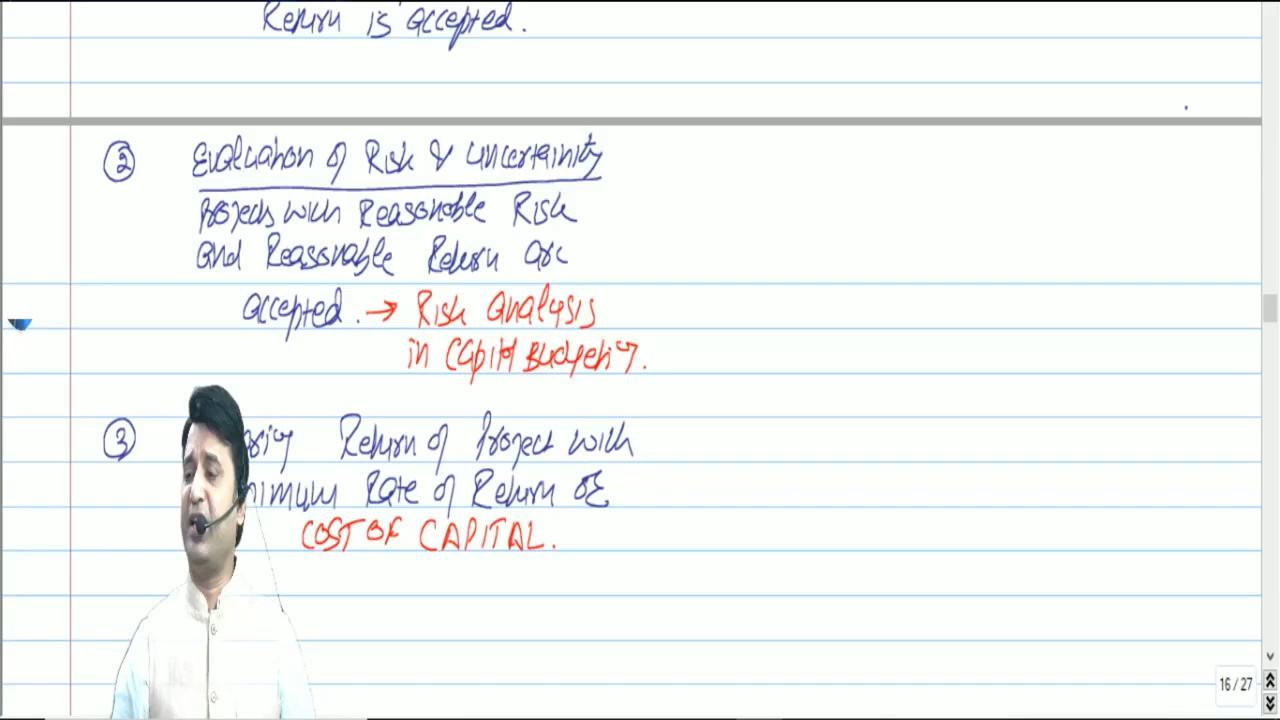 Return is accepted.
② Evaluation of Risk & Uncertainity
Projects with Reasonable Risk
and Reasonable Return are
accepted. → Risk Analysis
in Capital Budgeting.
③ Return of Project with
Rate of Return or
COST OF CAPITAL.
16 / 27